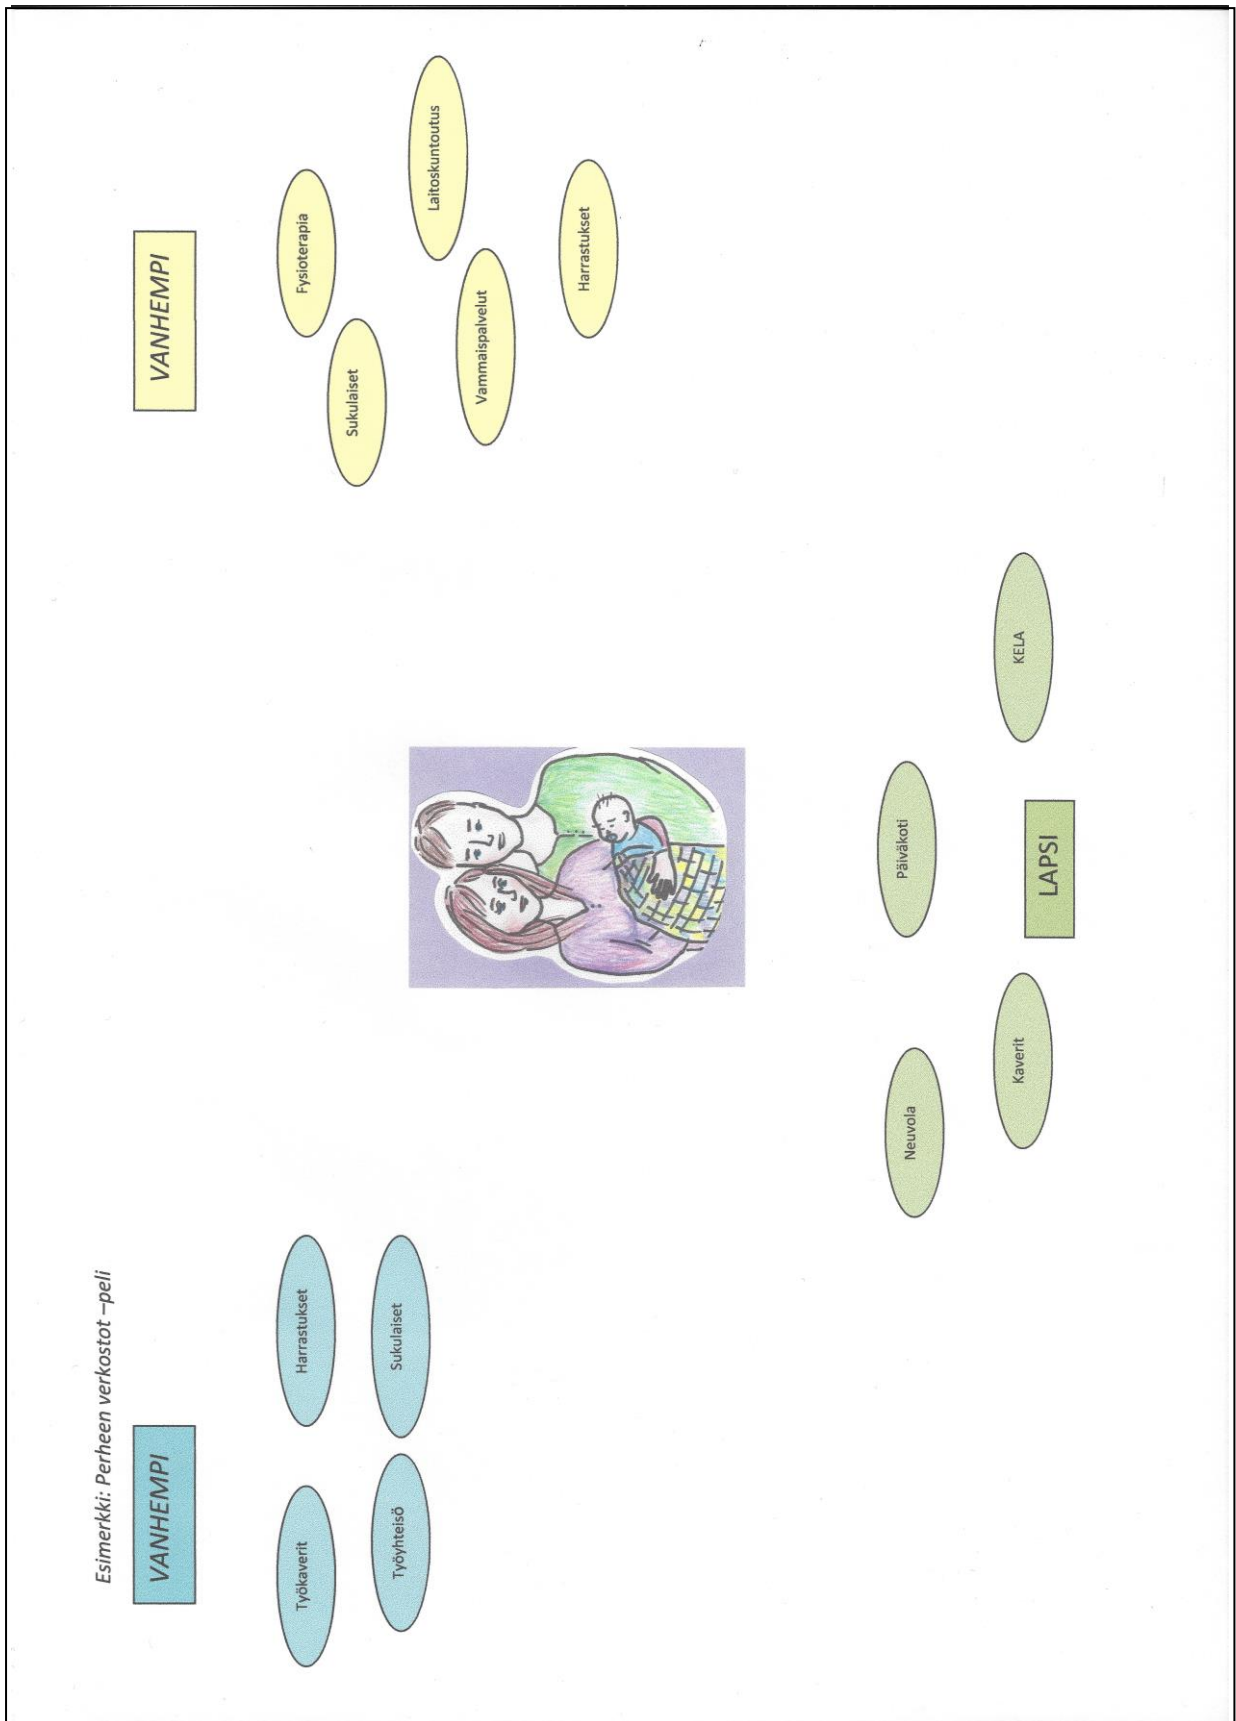 Esimerkki: Perheen verkostot –peli
VANHEMPI
Työkaverit
Harrastukset
Työyhteisö
Sukulaiset
VANHEMPI
Fysioterapia
Sukulaiset
Laitoskuntoutus
Vammaispalvelut
Harrastukset
Neuvola
Päiväkoti
Kaverit
LAPSI
KELA